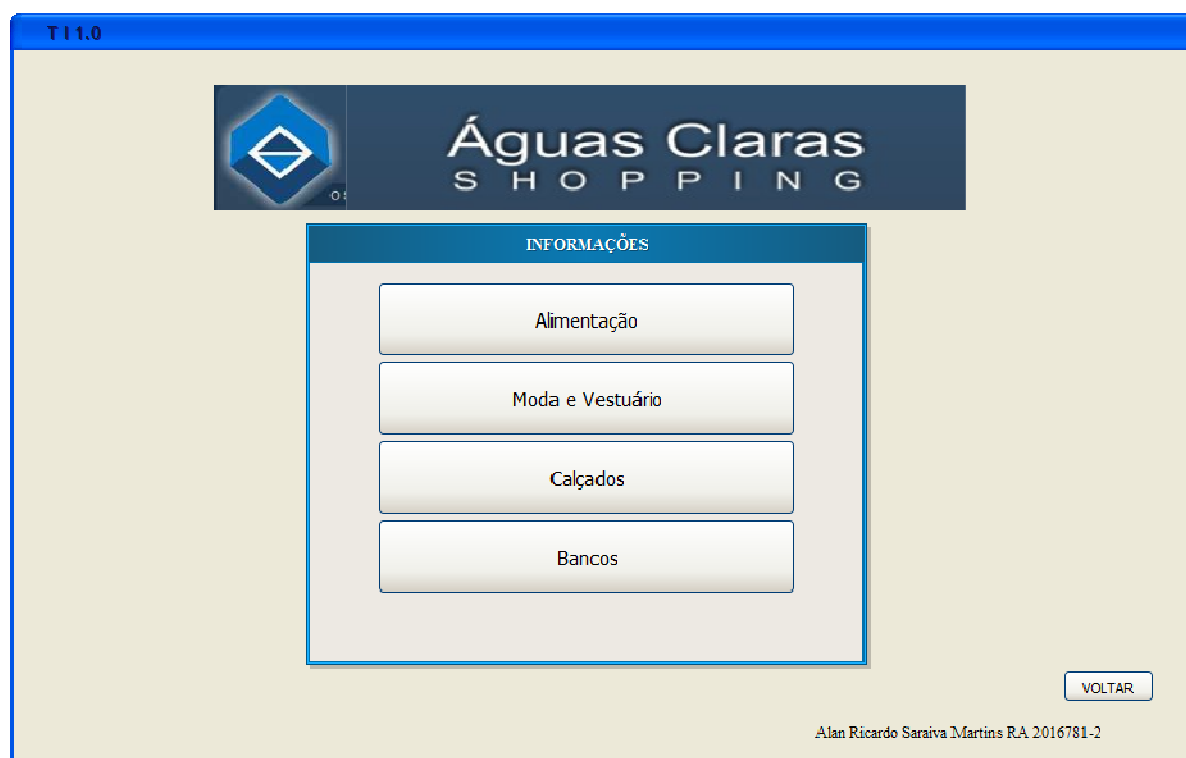 T I 1.0
Águas Claras
SHOPPING
INFORMAÇÕES
Alimentação
Moda e Vestuário
Calçados
Bancos
VOLTAR
Alan Ricardo Saraiva Martins RA 2016781-2